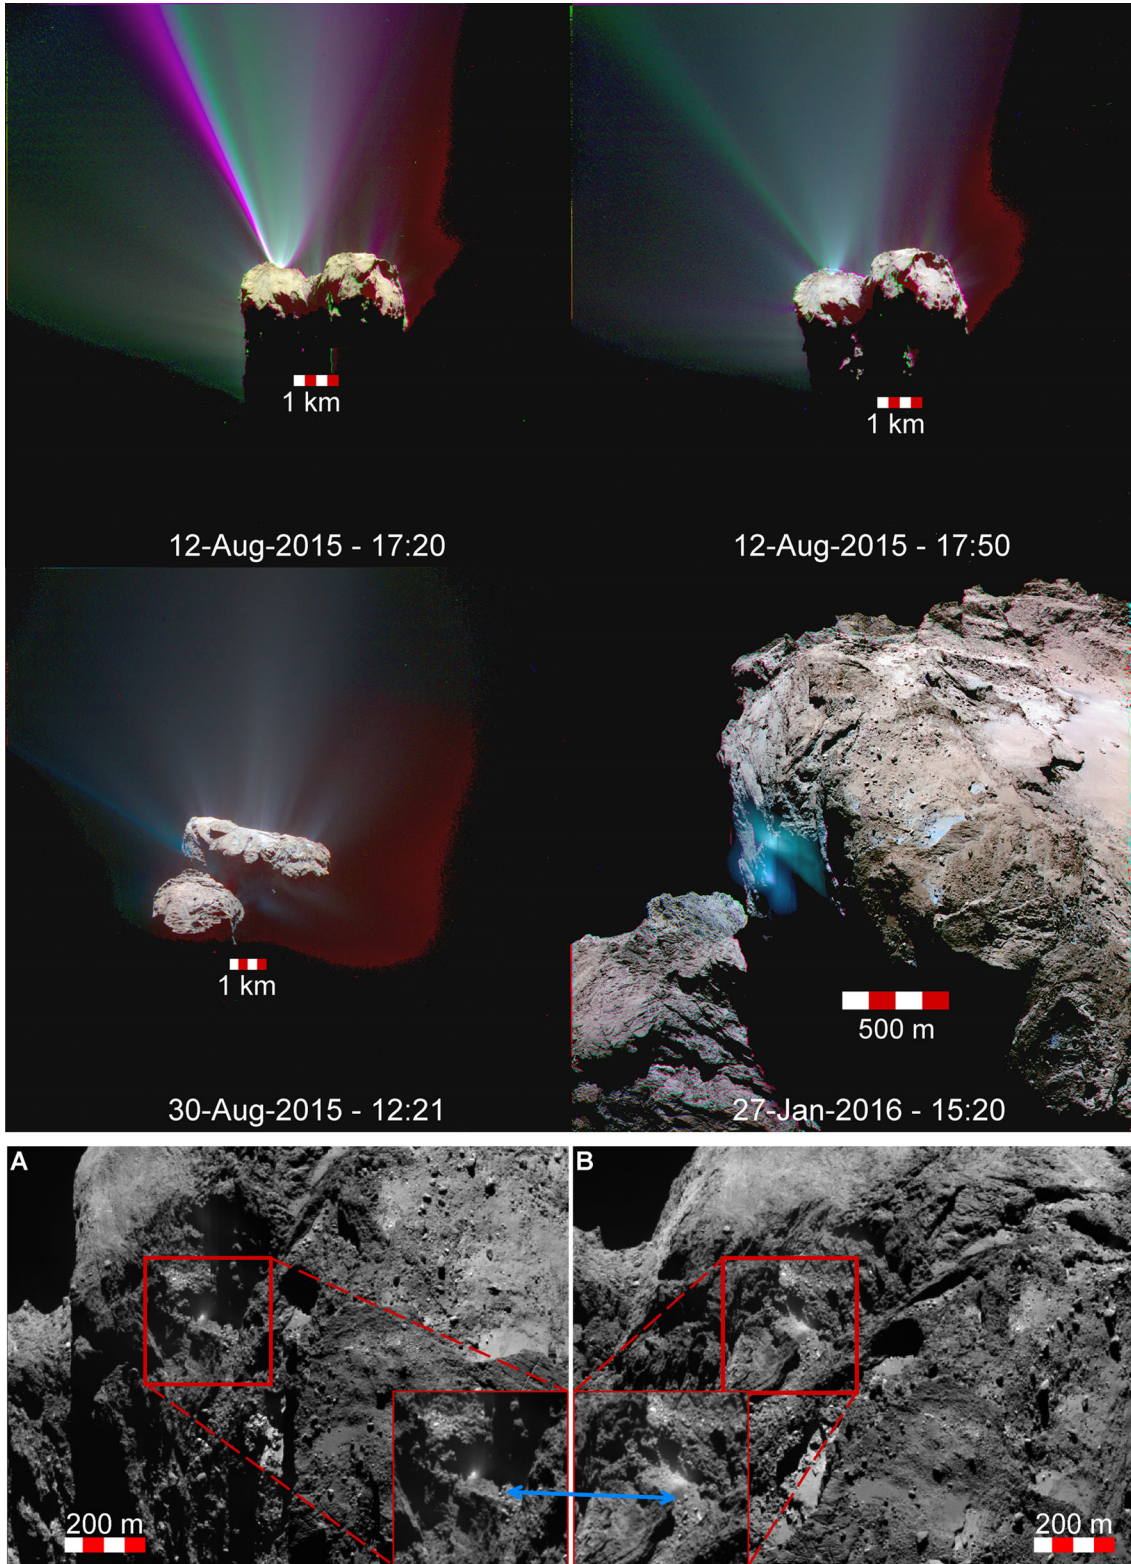 1 km
1 km
12-Aug-2015 - 17:20
12-Aug-2015 - 17:50
1 km
500 m
30-Aug-2015 - 12:21
27-Jan-2016 - 15:20
A
B
200 m
200 m